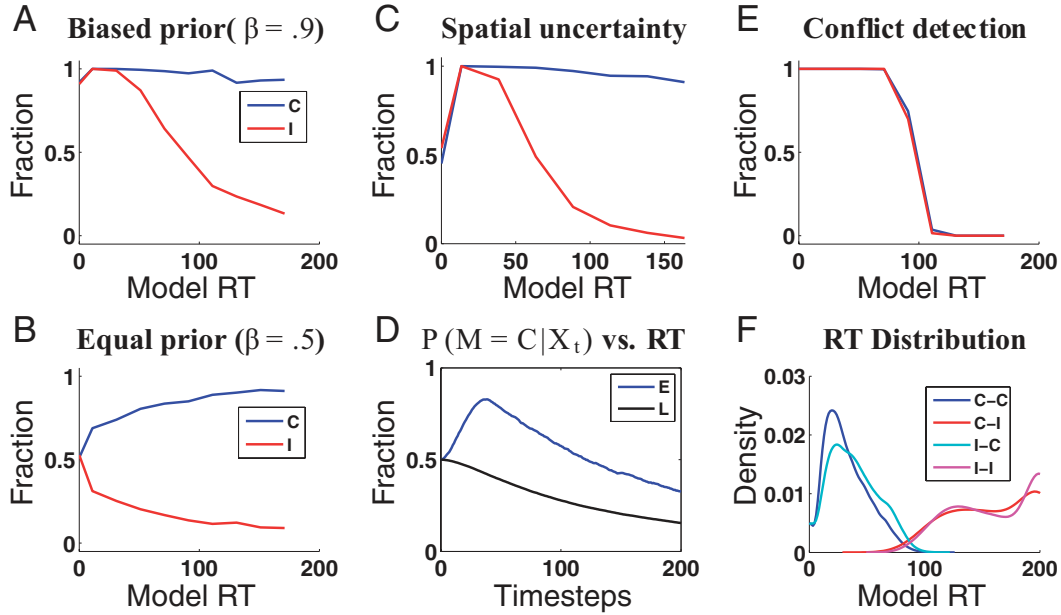 A Biased prior( β = .9)
Fraction
1
0.5
0
C
I
0 100 200
Model RT
C Spatial uncertainty
Fraction
1
0.5
0
0 50 100 150
Model RT
E Conflict detection
Fraction
1
0.5
0
0 100 200
Model RT
B Equal prior (β = .5)
Fraction
1
0.5
0
C
I
0 100 200
Model RT
D P (M = C|X_t) vs. RT
Fraction
1
0.5
0
E
L
0 100 200
Timesteps
F RT Distribution
Density
0.03
0.02
0.01
0
C–C
C–I
I–C
I–I
0 100 200
Model RT